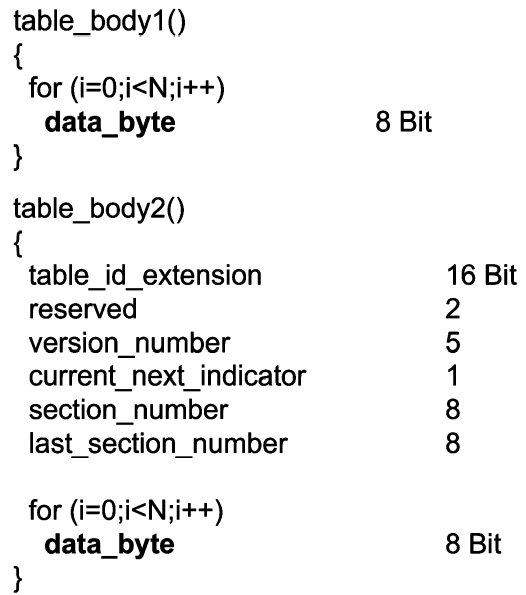 table_body1()
{
for (i=0;i<N;i++)
data_byte 8 Bit
}
table_body2()
{
table_id_extension 16 Bit
reserved 2
version_number 5
current_next_indicator 1
section_number 8
last_section_number 8
for (i=0;i<N;i++)
data_byte 8 Bit
}